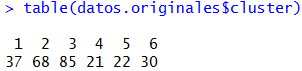 > table(datos.originales$cluster)
1 2 3 4 5 6
37 68 85 21 22 30